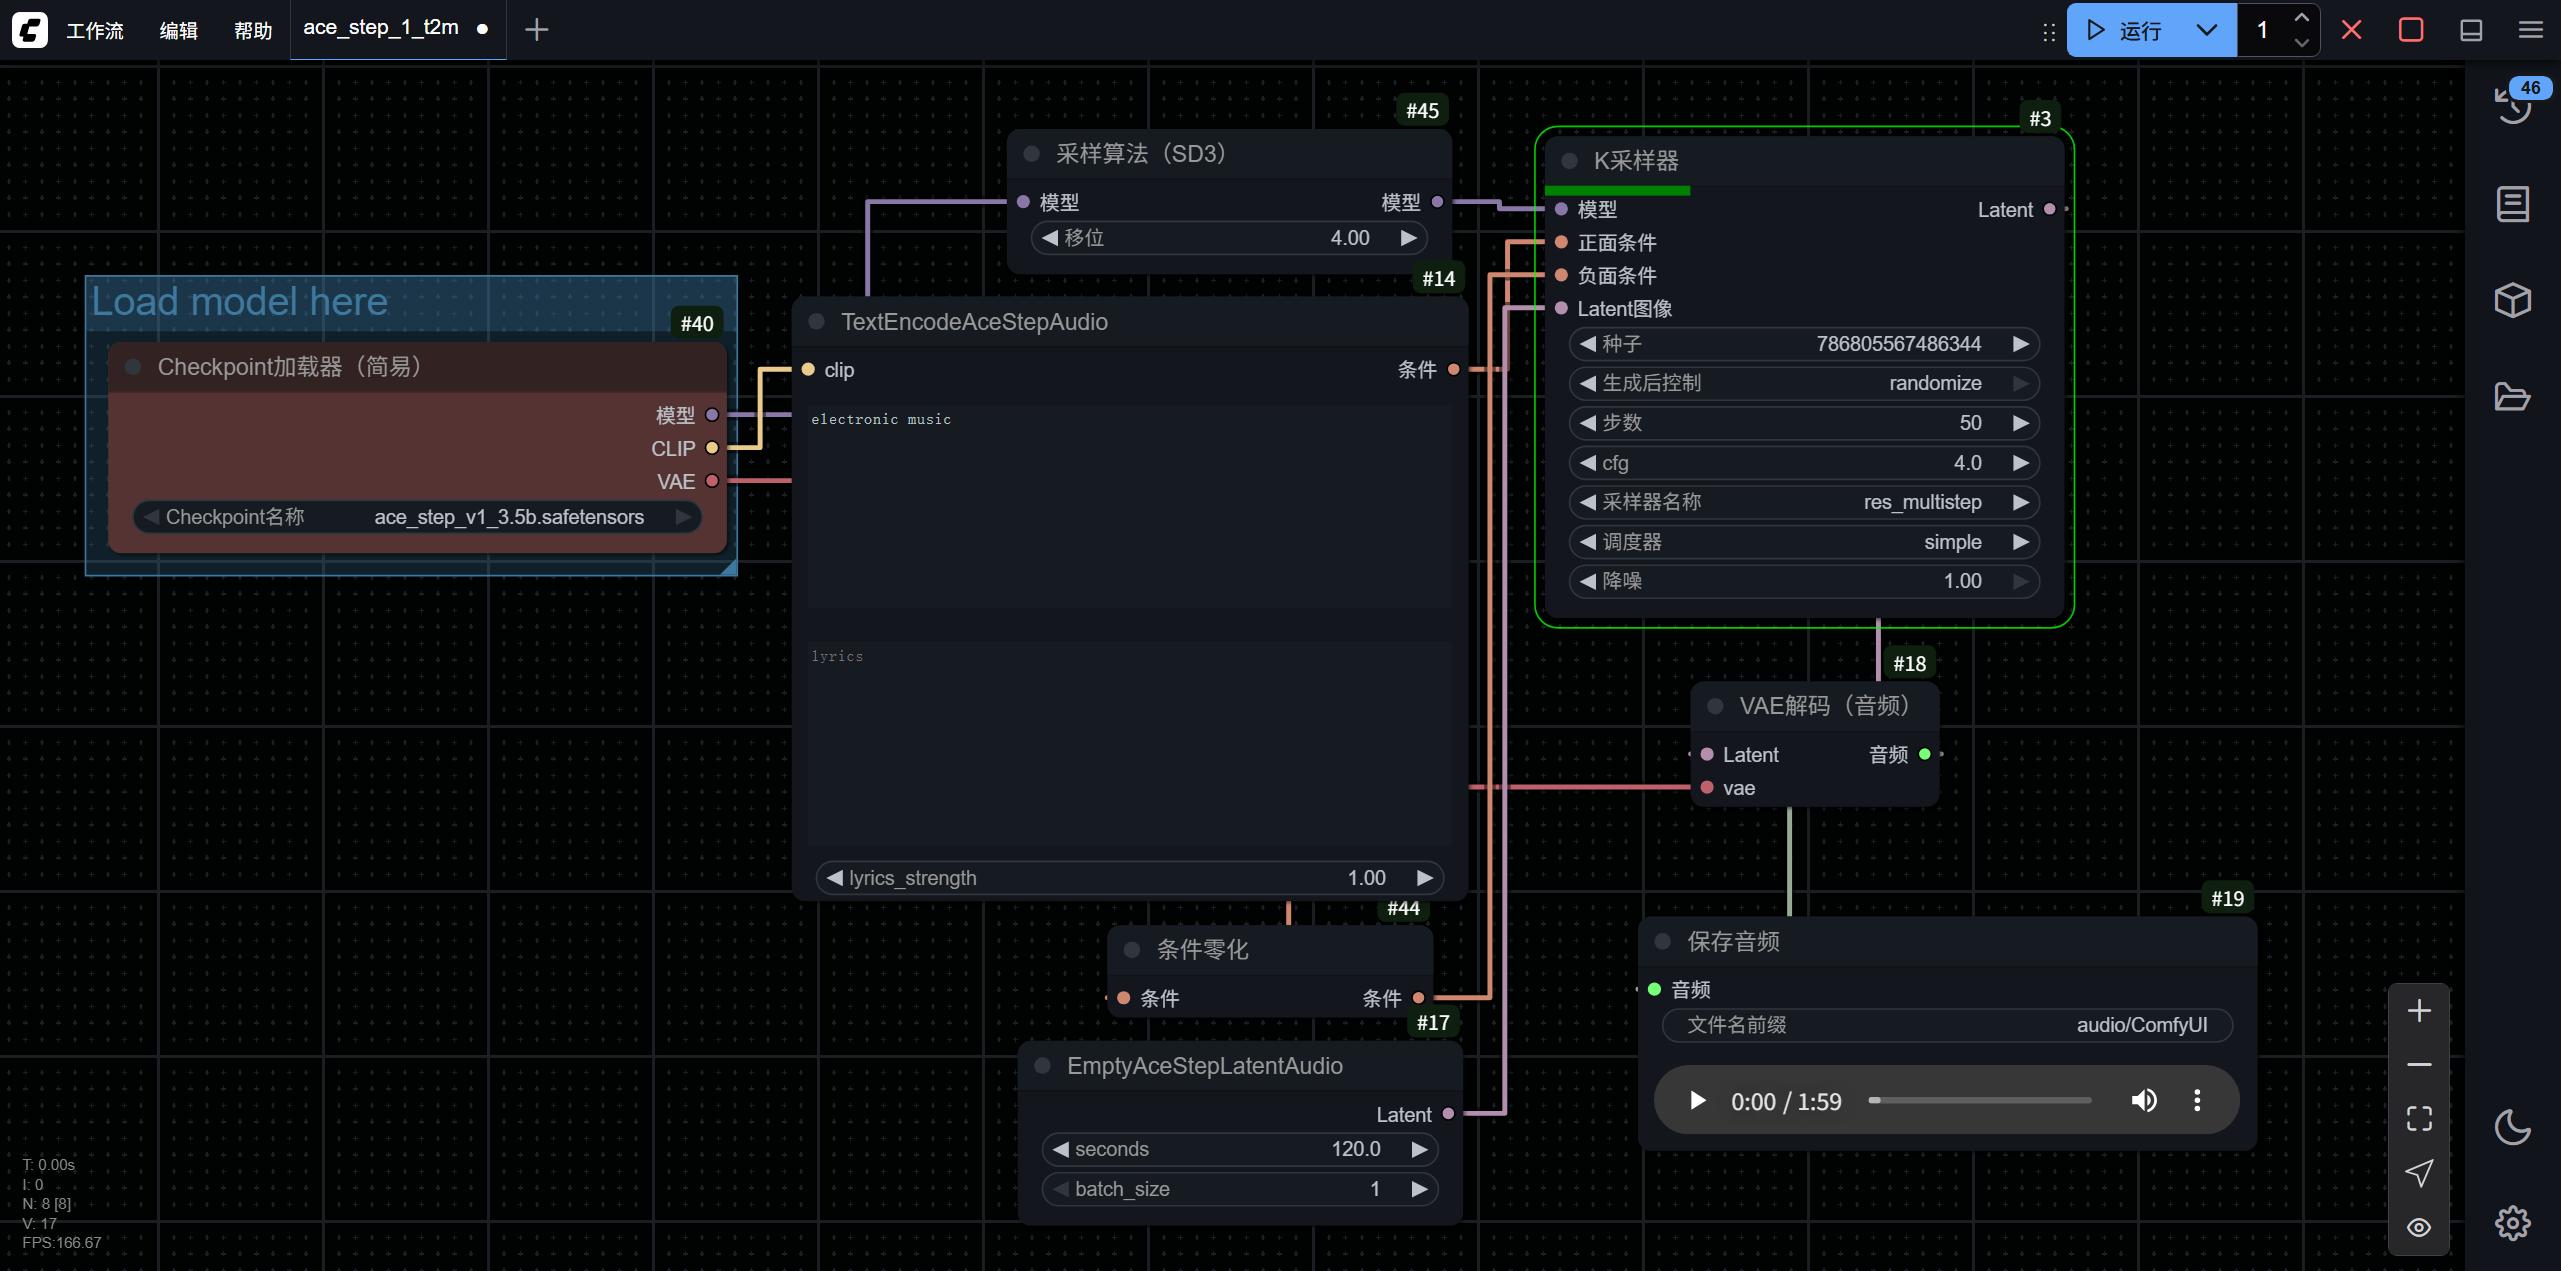 工作流 编辑 帮助 ace_step_1_t2m
运行 1
46
#45
采样算法（SD3）
模型 模型
移位 4.00
#3
K采样器
模型 Latent
正面条件
负面条件
Latent图像
种子 786805567486344
生成后控制 randomize
步数 50
cfg 4.0
采样器名称 res_multistep
调度器 simple
降噪 1.00
Load model here
#40
Checkpoint加载器（简易）
模型
CLIP
VAE
Checkpoint名称 ace_step_v1_3.5b.safetensors
#14
TextEncodeAceStepAudio
clip 条件
electronic music
lyrics
lyrics_strength 1.00
#18
VAE解码（音频）
Latent 音频
vae
#44
条件零化
条件 条件
#17
EmptyAceStepLatentAudio
Latent
seconds 120.0
batch_size 1
#19
保存音频
音频
文件名前缀 audio/ComfyUI
0:00 / 1:59
T: 0.00s
I: 0
N: 8 [8]
V: 17
FPS:166.67